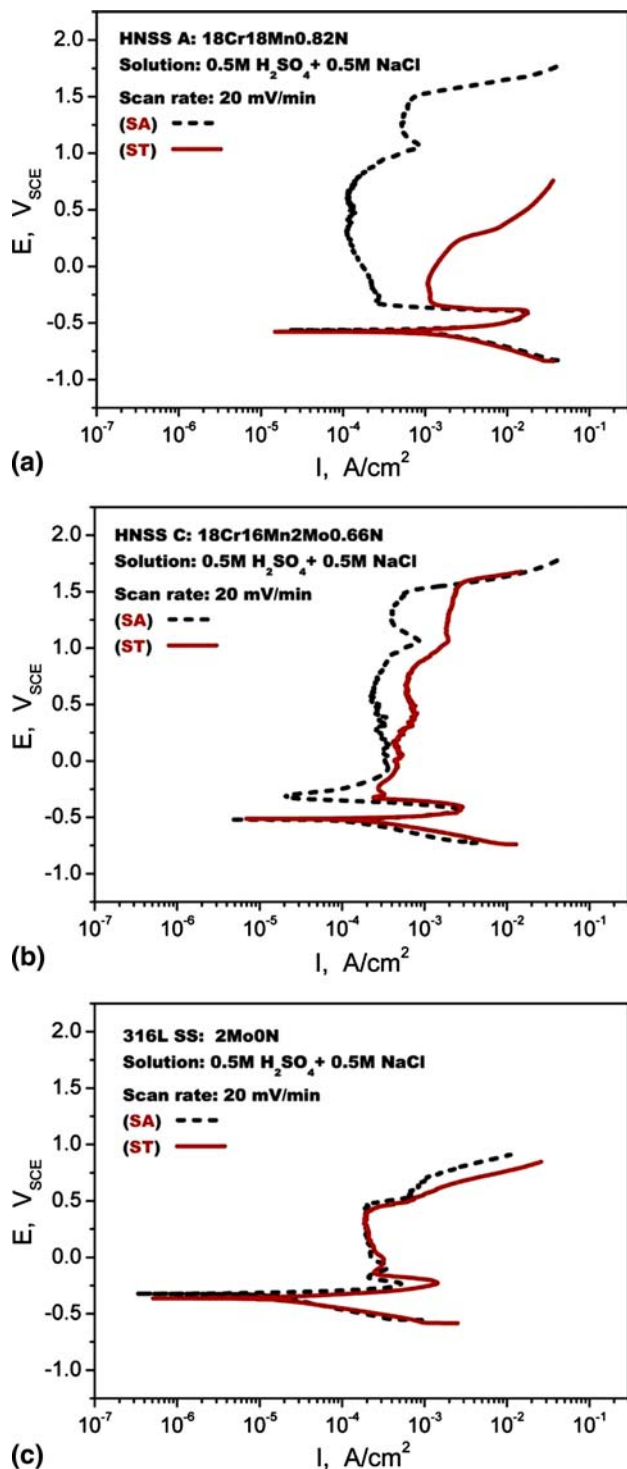 2.0
HNSS A: 18Cr18Mn0.82N
Solution: 0.5M H₂SO₄+ 0.5M NaCl
1.5
Scan rate: 20 mV/min
(SA)
1.0
(ST)
0.5
0.0
-0.5
-1.0
E, V_SCE
10⁻⁷ 10⁻⁶ 10⁻⁵ 10⁻⁴ 10⁻³ 10⁻² 10⁻¹
(a)
I, A/cm²
2.0
HNSS C: 18Cr16Mn2Mo0.66N
Solution: 0.5M H₂SO₄+ 0.5M NaCl
1.5
Scan rate: 20 mV/min
(SA)
1.0
(ST)
0.5
0.0
-0.5
-1.0
E, V_SCE
10⁻⁷ 10⁻⁶ 10⁻⁵ 10⁻⁴ 10⁻³ 10⁻² 10⁻¹
(b)
I, A/cm²
2.0
316L SS: 2Mo0N
Solution: 0.5M H₂SO₄+ 0.5M NaCl
1.5
Scan rate: 20 mV/min
(SA)
1.0
(ST)
0.5
0.0
-0.5
-1.0
E, V_SCE
10⁻⁷ 10⁻⁶ 10⁻⁵ 10⁻⁴ 10⁻³ 10⁻² 10⁻¹
(c)
I, A/cm²